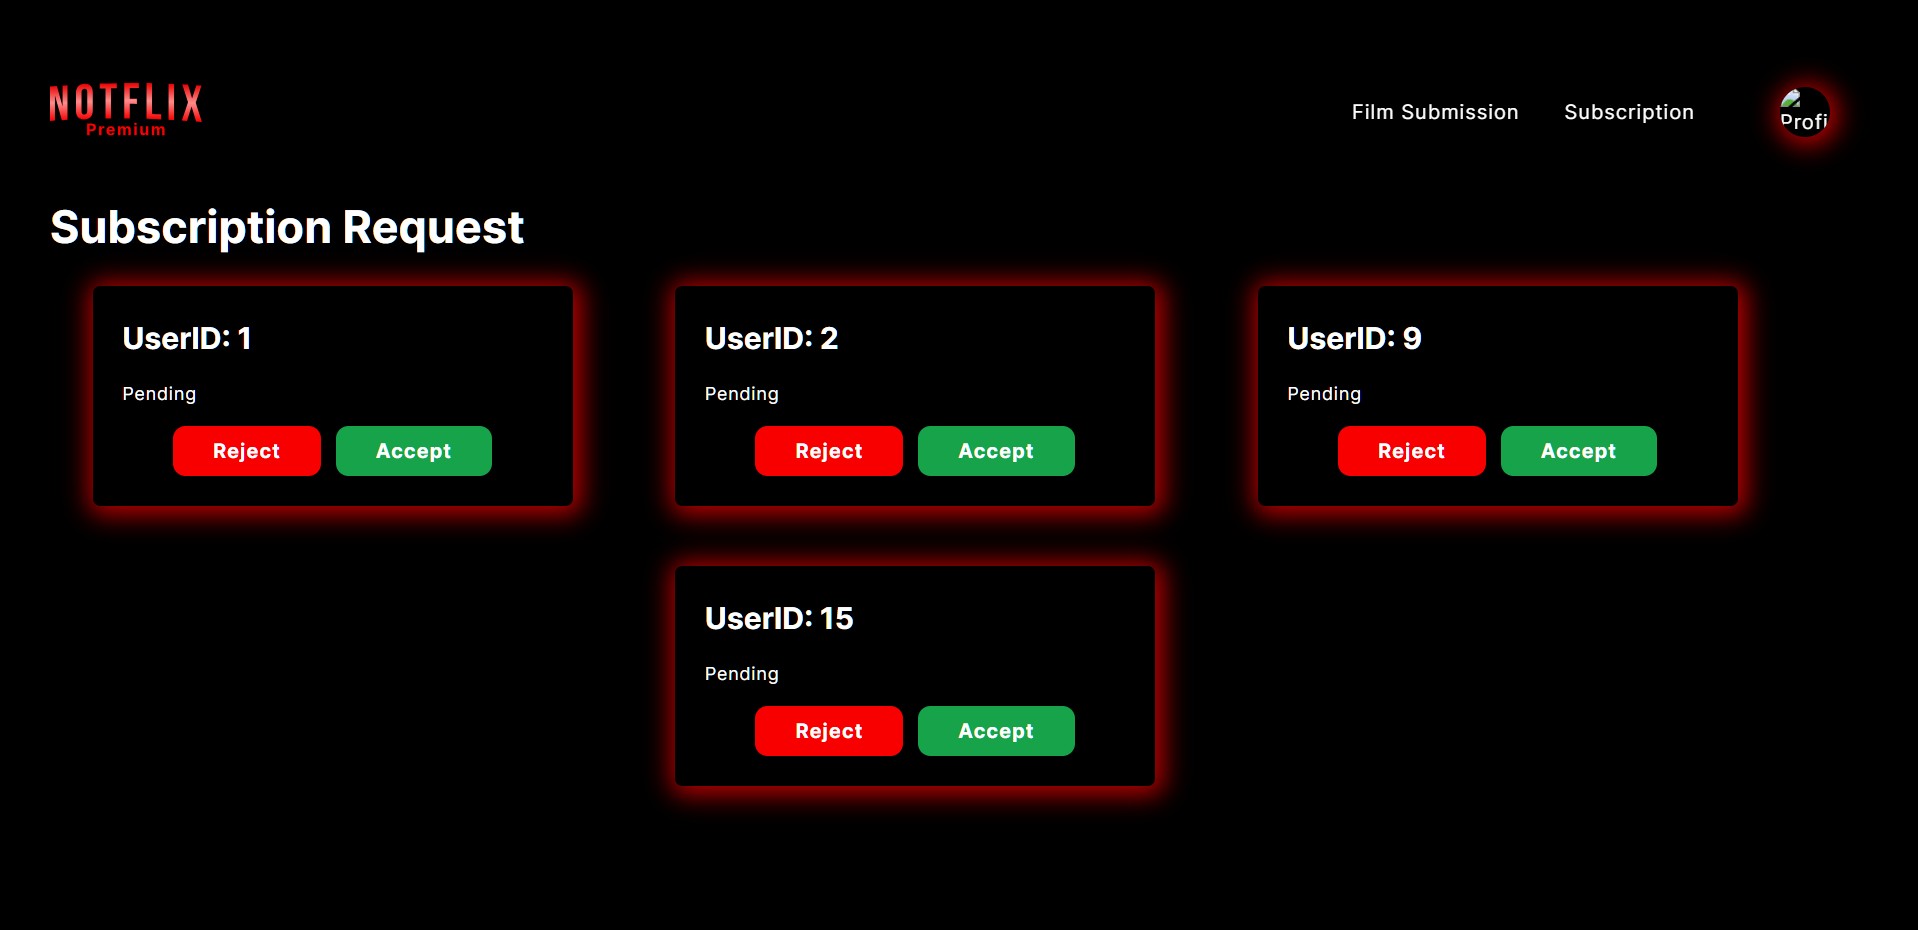 NOTFLIX
Premium
Film Submission
Subscription
Profi
Subscription Request
UserID: 1
Pending
Reject
Accept
UserID: 2
Pending
Reject
Accept
UserID: 9
Pending
Reject
Accept
UserID: 15
Pending
Reject
Accept